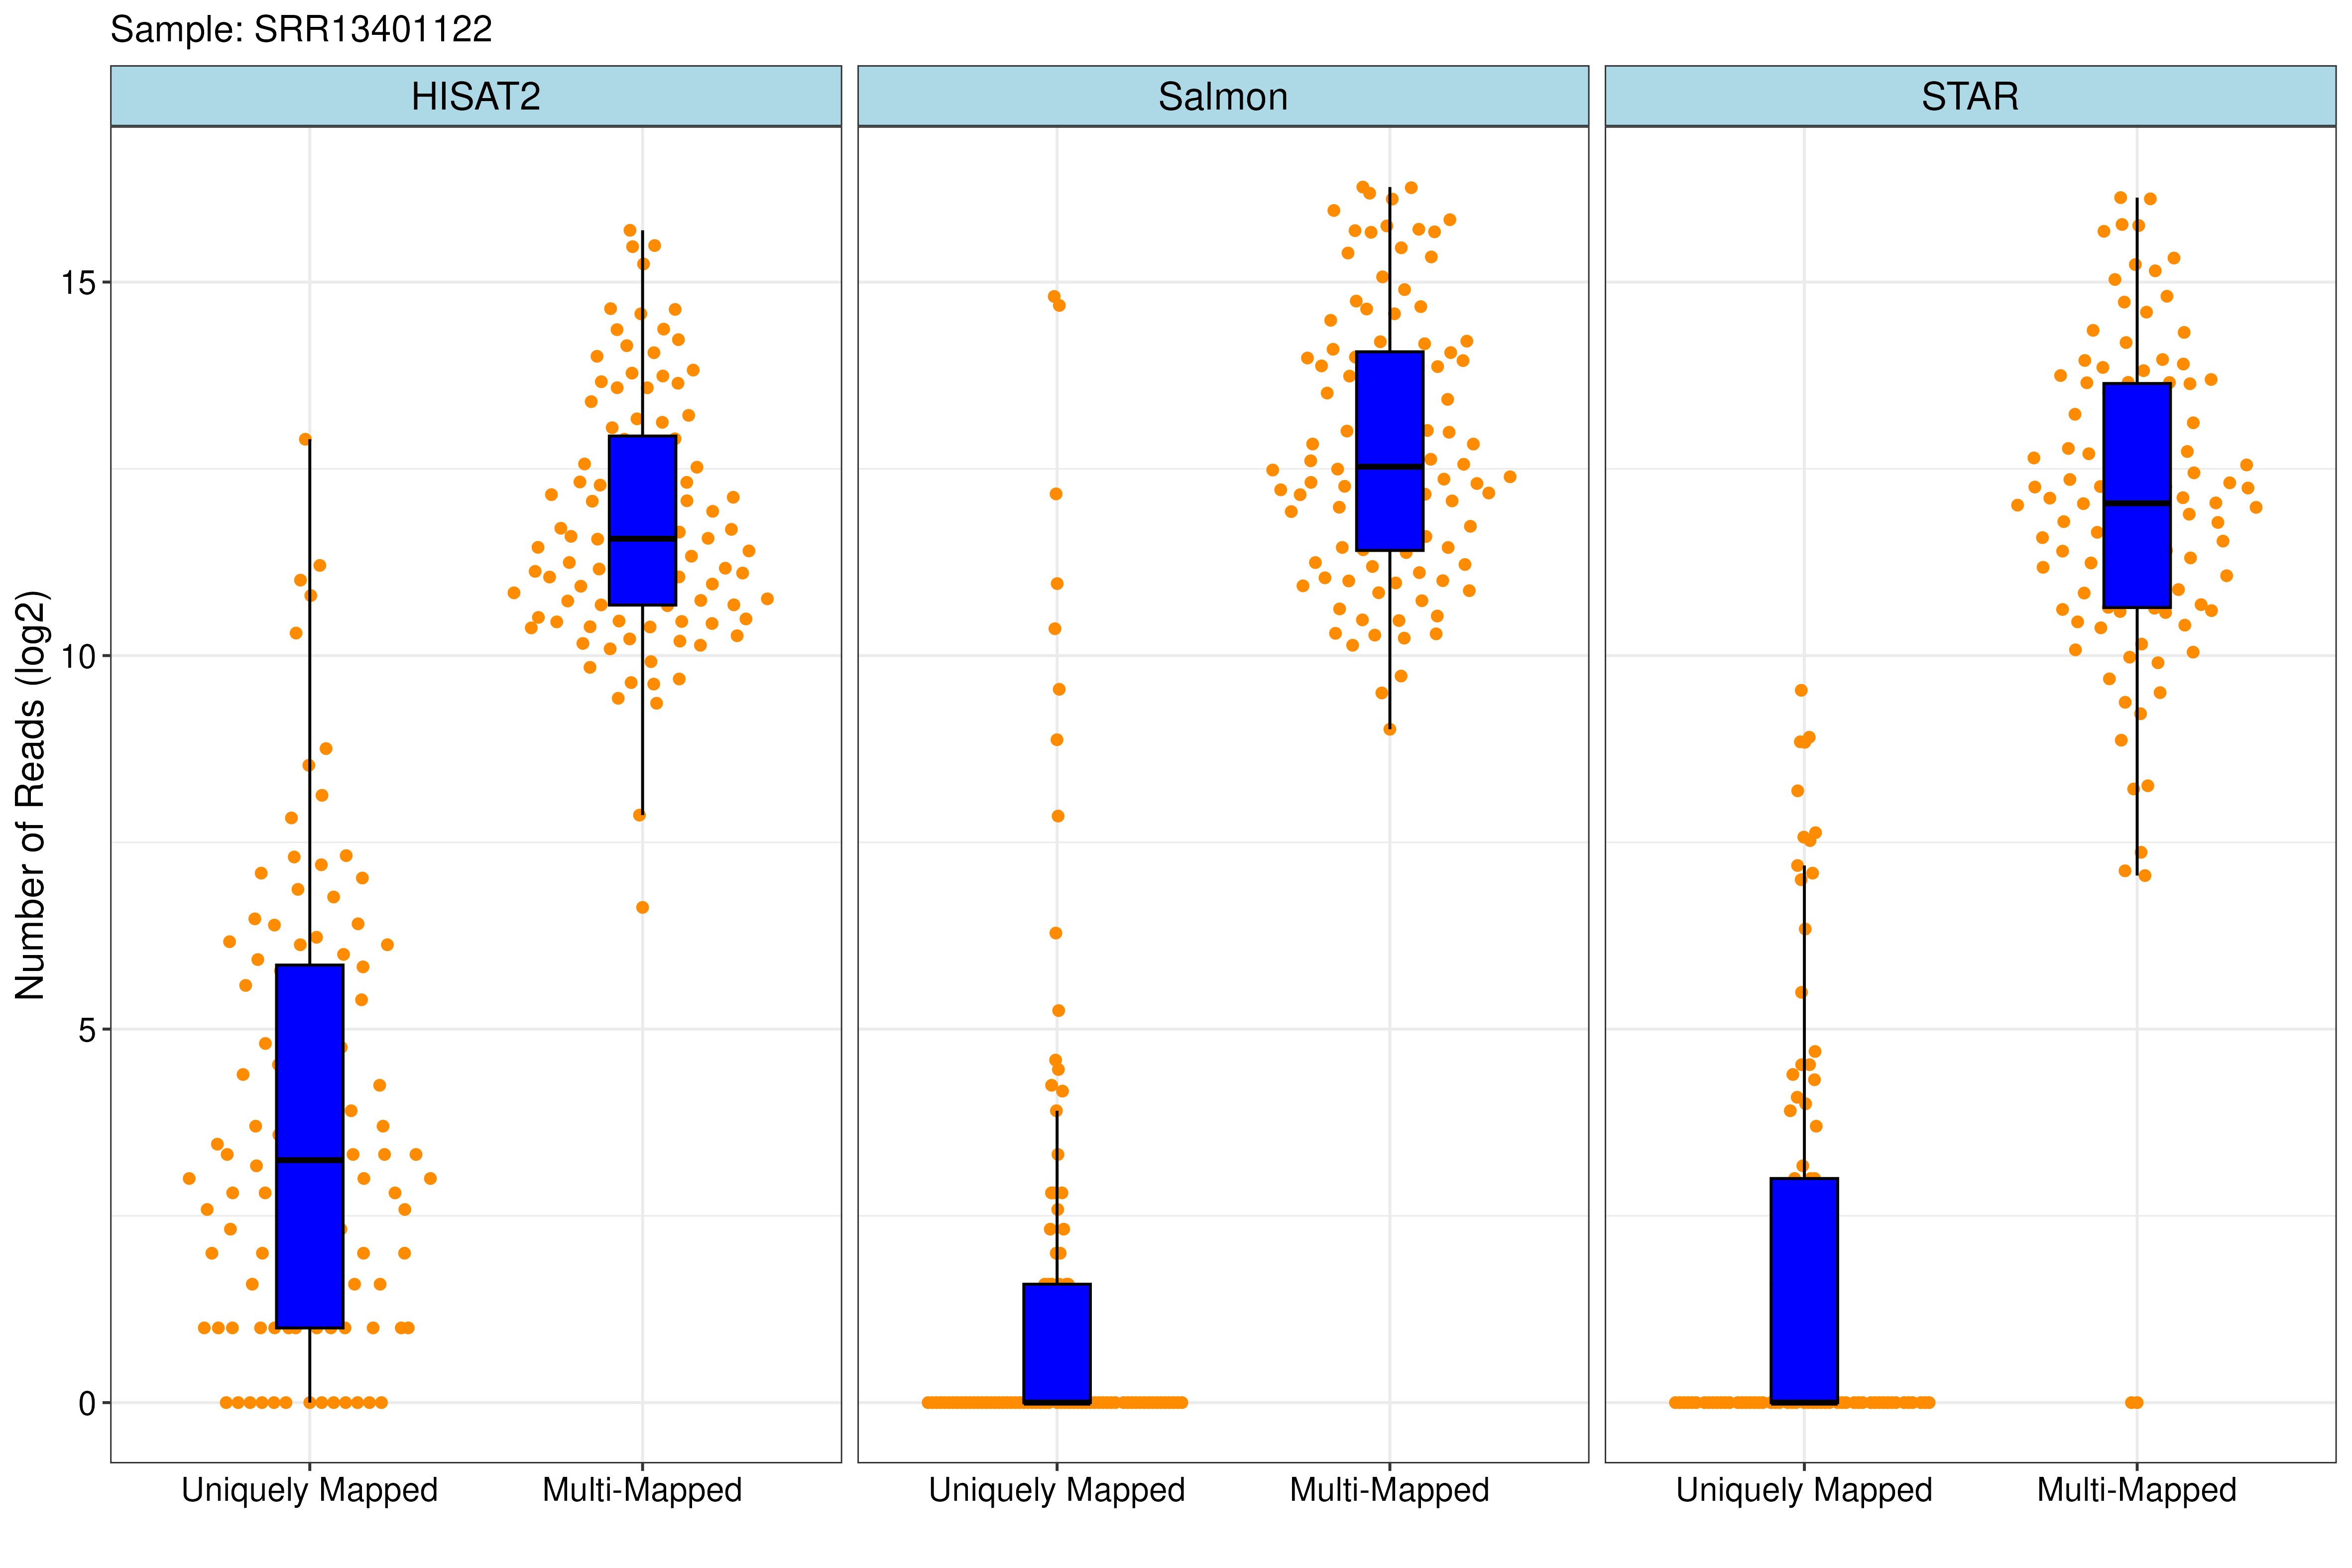 Sample: SRR13401122
HISAT2
Salmon
STAR
Number of Reads (log2)
15
10
5
0
Uniquely Mapped
Multi-Mapped
Uniquely Mapped
Multi-Mapped
Uniquely Mapped
Multi-Mapped